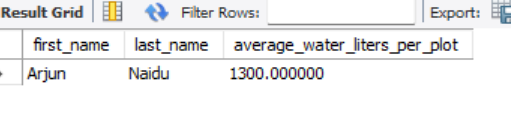 Result Grid Filter Rows: Export:
first_name last_name average_water_liters_per_plot
Arjun Naidu 1300.000000